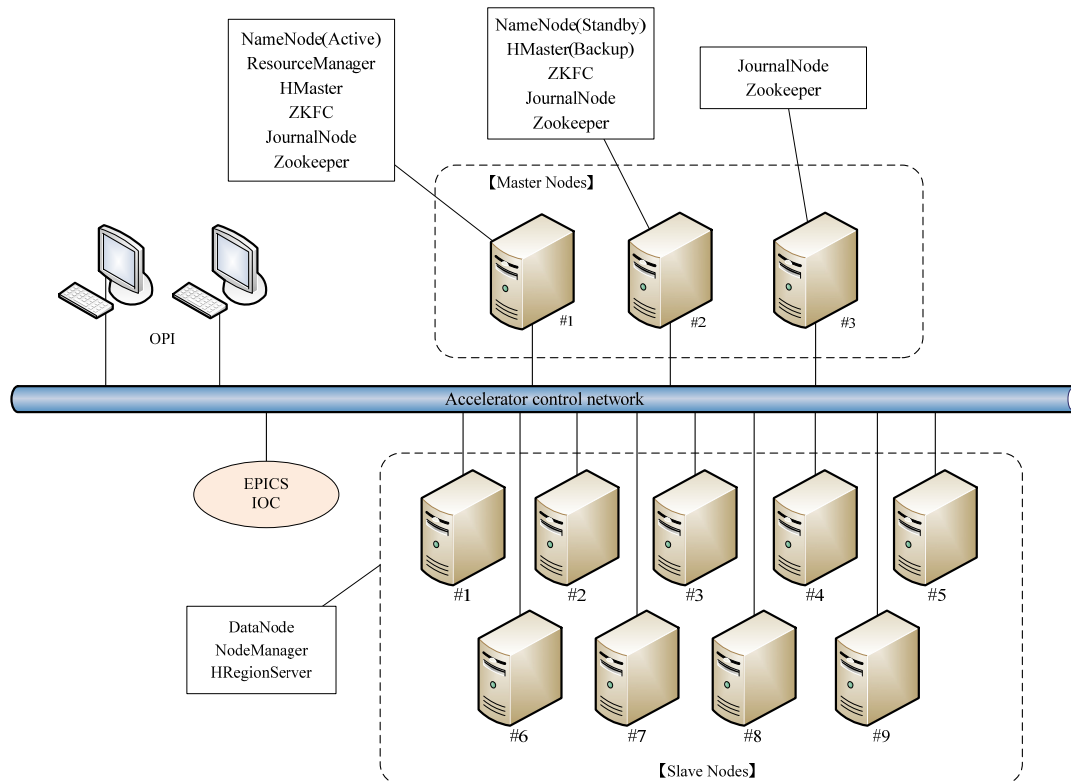 NameNode(Active)
ResourceManager
HMaster
ZKFC
JournalNode
Zookeeper
NameNode(Standby)
HMaster(Backup)
ZKFC
JournalNode
Zookeeper
JournalNode
Zookeeper
【Master Nodes】
#1
#2
#3
OPI
Accelerator control network
EPICS
IOC
#1
#2
#3
#4
#5
DataNode
NodeManager
HRegionServer
#6
#7
#8
#9
【Slave Nodes】